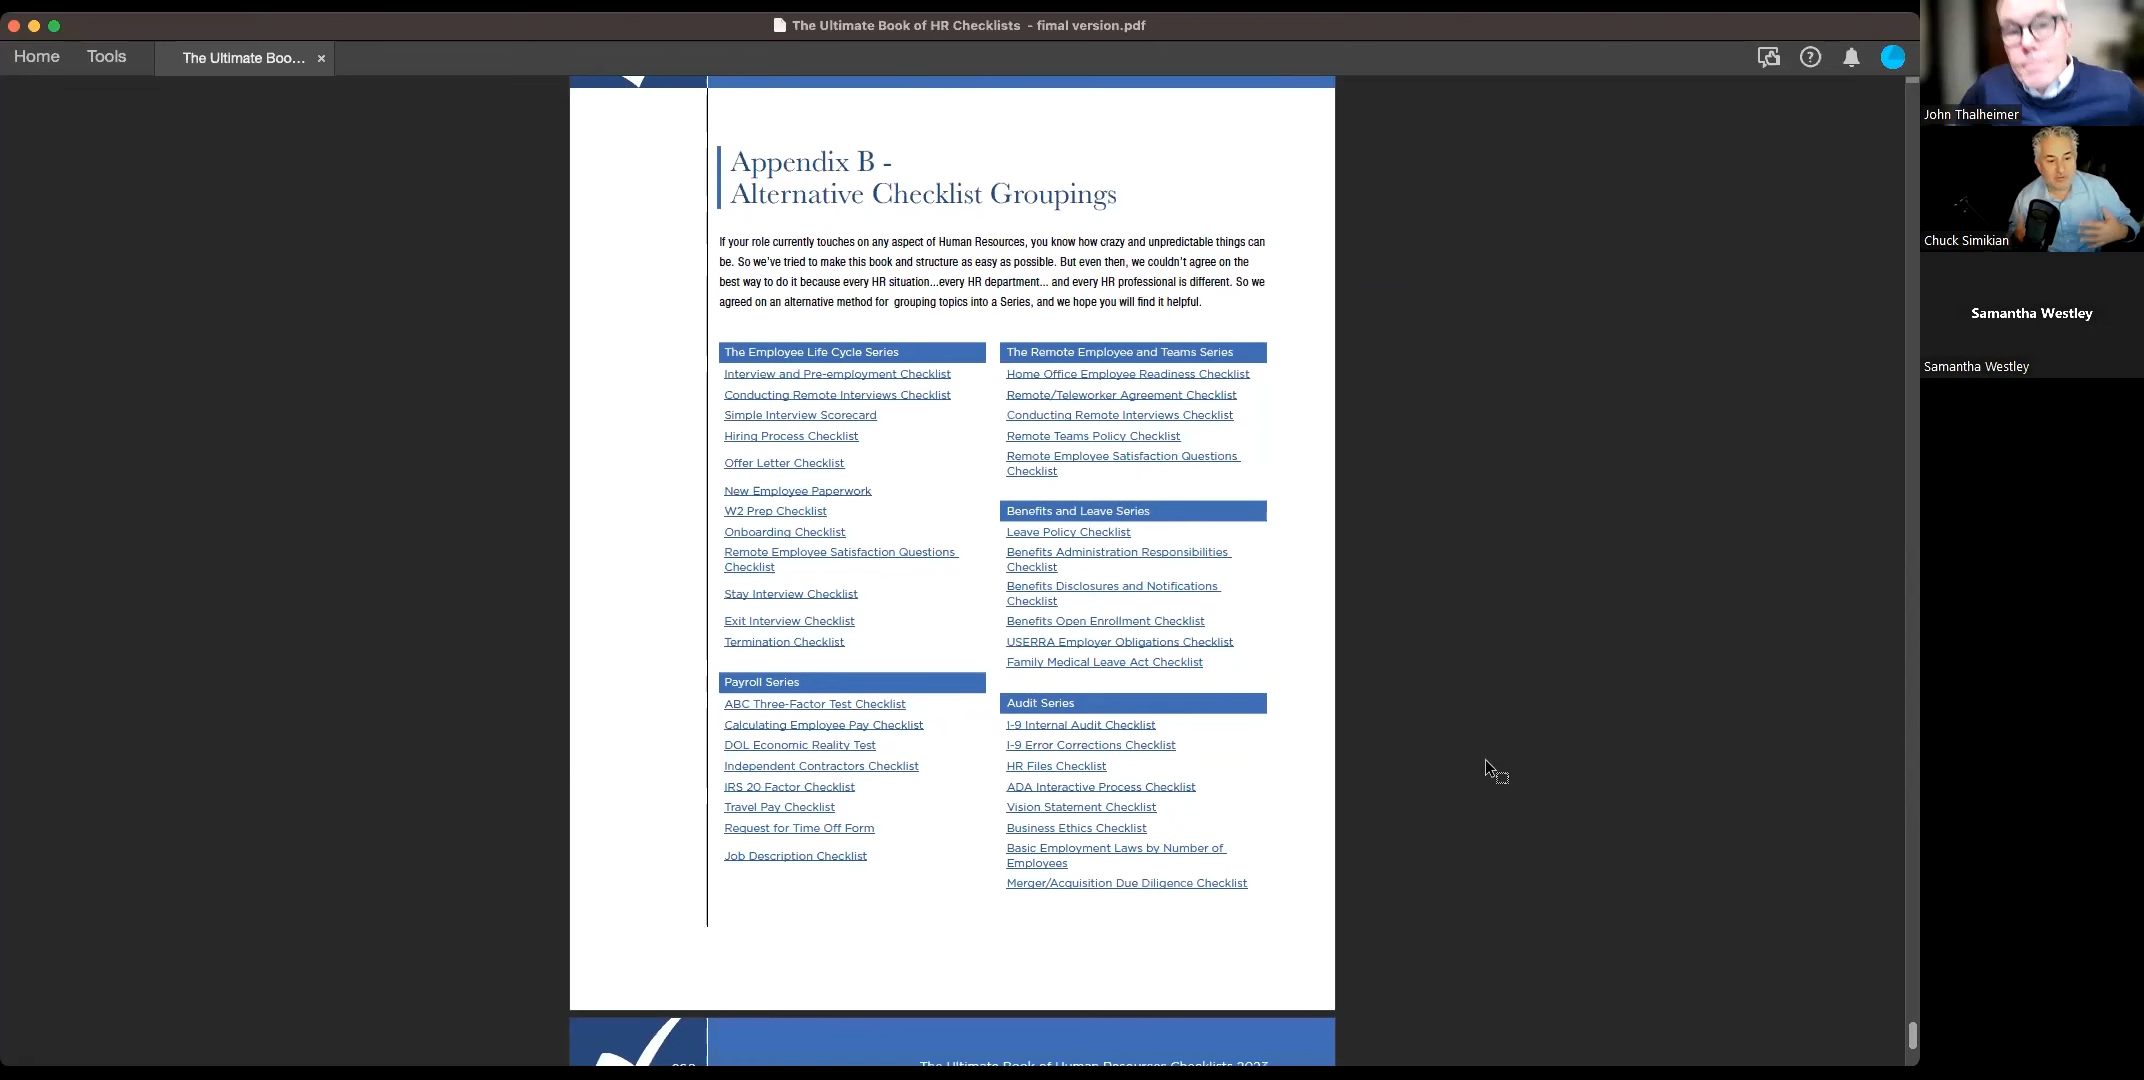 The Ultimate Book of HR Checklists - fimal version.pdf
Home
Tools
The Ultimate Boo...
Appendix B -
Alternative Checklist Groupings
If your role currently touches on any aspect of Human Resources, you know how crazy and unpredictable things can
be. So we've tried to make this book and structure as easy as possible. But even then, we couldn't agree on the
best way to do it because every HR situation...every HR department... and every HR professional is different. So we
agreed on an alternative method for grouping topics into a Series, and we hope you will find it helpful.
The Employee Life Cycle Series
Interview and Pre-employment Checklist
Conducting Remote Interviews Checklist
Simple Interview Scorecard
Hiring Process Checklist
Offer Letter Checklist
New Employee Paperwork
W2 Prep Checklist
Onboarding Checklist
Remote Employee Satisfaction Questions
Checklist
Stay Interview Checklist
Exit Interview Checklist
Termination Checklist
Payroll Series
ABC Three-Factor Test Checklist
Calculating Employee Pay Checklist
DOL Economic Reality Test
Independent Contractors Checklist
IRS 20 Factor Checklist
Travel Pay Checklist
Request for Time Off Form
Job Description Checklist
The Remote Employee and Teams Series
Home Office Employee Readiness Checklist
Remote/Teleworker Agreement Checklist
Conducting Remote Interviews Checklist
Remote Teams Policy Checklist
Remote Employee Satisfaction Questions
Checklist
Benefits and Leave Series
Leave Policy Checklist
Benefits Administration Responsibilities
Checklist
Benefits Disclosures and Notifications
Checklist
Benefits Open Enrollment Checklist
USERRA Employer Obligations Checklist
Family Medical Leave Act Checklist
Audit Series
I-9 Internal Audit Checklist
I-9 Error Corrections Checklist
HR Files Checklist
ADA Interactive Process Checklist
Vision Statement Checklist
Business Ethics Checklist
Basic Employment Laws by Number of
Employees
Merger/Acquisition Due Diligence Checklist
The Ultimate Book of Human Resources Checklists 2023
John Thalheimer
Chuck Simikian
Samantha Westley
Samantha Westley